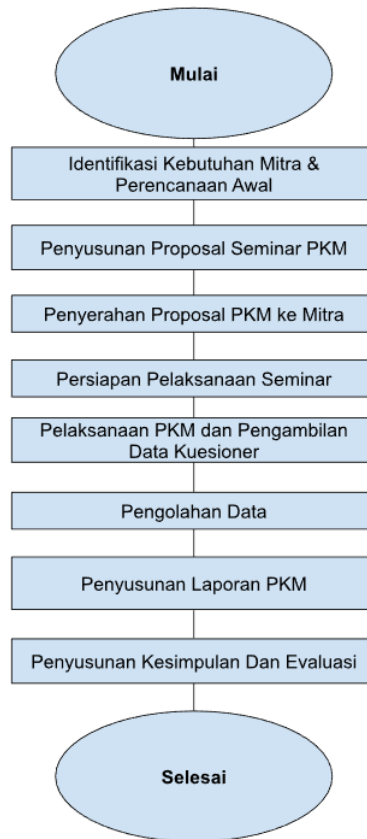 Mulai
Identifikasi Kebutuhan Mitra &
Perencanaan Awal
Penyusunan Proposal Seminar PKM
Penyerahan Proposal PKM ke Mitra
Persiapan Pelaksanaan Seminar
Pelaksanaan PKM dan Pengambilan
Data Kuesioner
Pengolahan Data
Penyusunan Laporan PKM
Penyusunan Kesimpulan Dan Evaluasi
Selesai